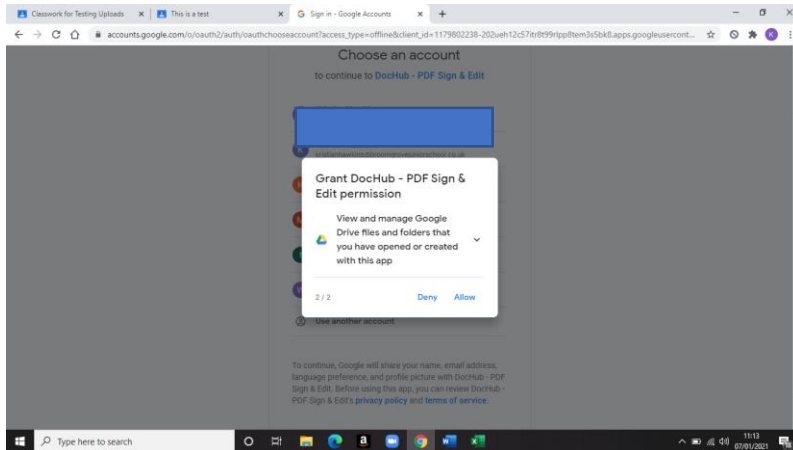 Classwork for Testing Uploads
This is a test
Sign in - Google Accounts
accounts.google.com/o/oauth2/auth/oauthchooseaccount?access_type=offline&client_id=1179802238-202ueh12c57itr8t99rlpp8tem3s5bk8.apps.googleusercont...
K
Choose an account
to continue to DocHub - PDF Sign & Edit
K
Grant DocHub - PDF Sign &
Edit permission
View and manage Google
Drive files and folders that
you have opened or created
with this app
2 / 2
Deny Allow
Use another account
To continue, Google will share your name, email address,
language preference, and profile picture with DocHub - PDF
Sign & Edit. Before using this app, you can review DocHub -
PDF Sign & Edit's privacy policy and terms of service.
Type here to search
11:13
07/01/2021